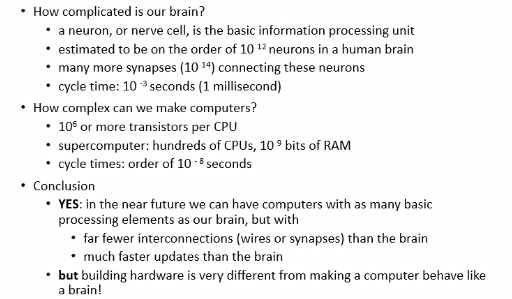 • How complicated is our brain?
• a neuron, or nerve cell, is the basic information processing unit
• estimated to be on the order of 10 ¹² neurons in a human brain
• many more synapses (10 ¹⁴) connecting these neurons
• cycle time: 10 ⁻³ seconds (1 millisecond)
• How complex can we make computers?
• 10⁶ or more transistors per CPU
• supercomputer: hundreds of CPUs, 10 ⁹ bits of RAM
• cycle times: order of 10 ⁻ ⁸ seconds
• Conclusion
• YES: in the near future we can have computers with as many basic
processing elements as our brain, but with
• far fewer interconnections (wires or synapses) than the brain
• much faster updates than the brain
• but building hardware is very different from making a computer behave like
a brain!